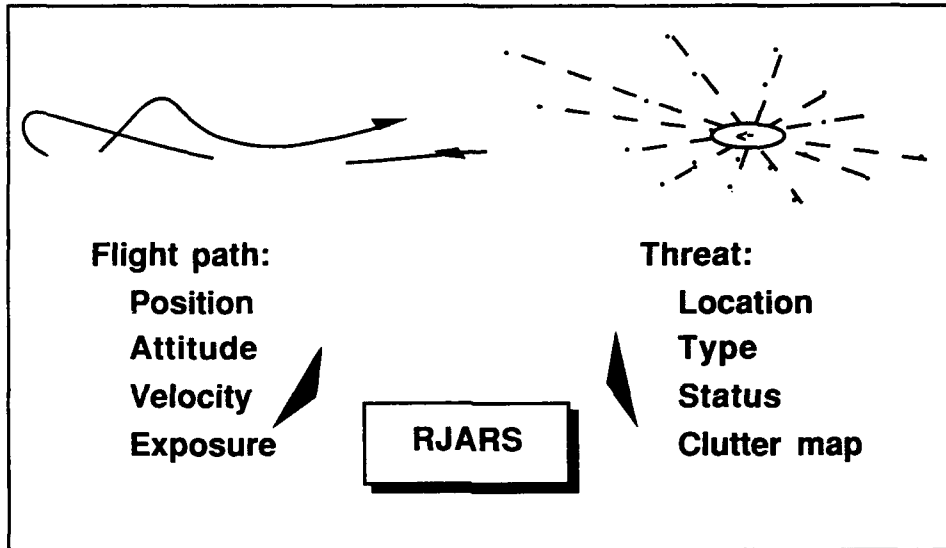 <-
Flight path:
Position
Attitude
Velocity
Exposure
Threat:
Location
Type
Status
Clutter map
RJARS